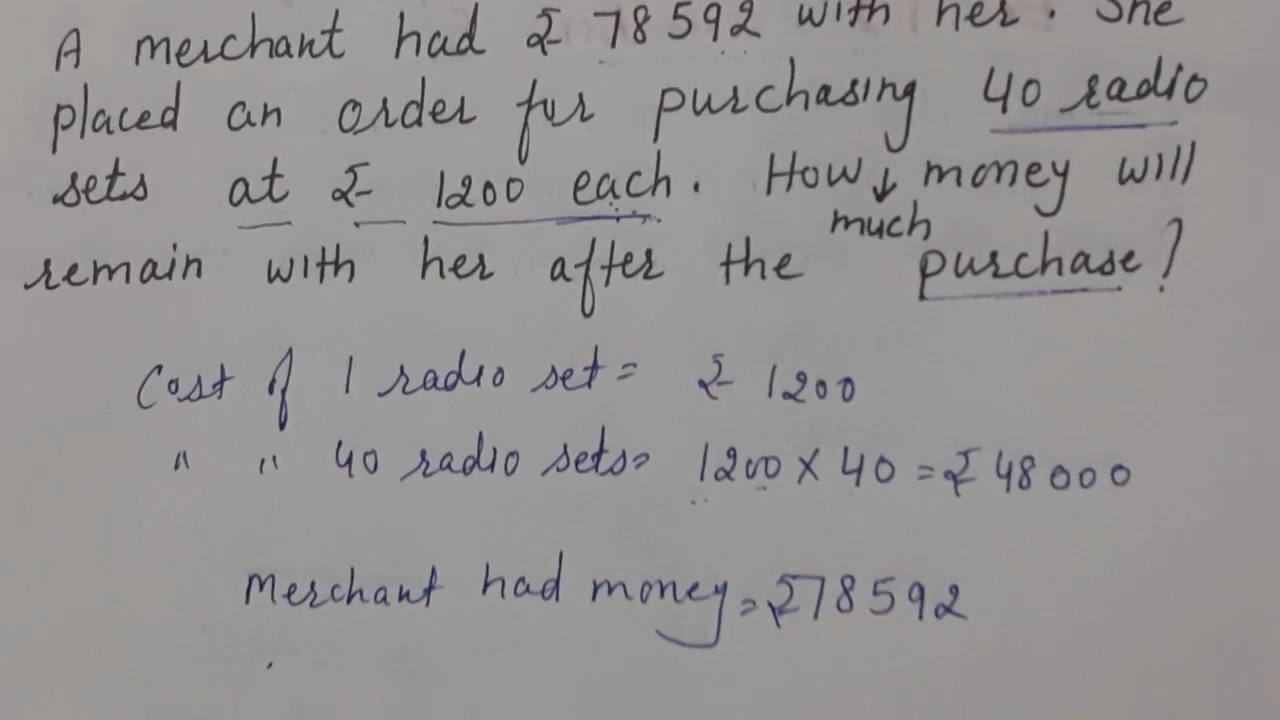 A merchant had ₹ 78592 with her. She
placed an order for purchasing 40 radio
sets at ₹ 1200 each. How ↓ money will
much
remain with her after the purchase?
Cost of 1 radio set = ₹ 1200
" " 40 radio sets = 1200 × 40 = ₹ 48000
Merchant had money = ₹78592